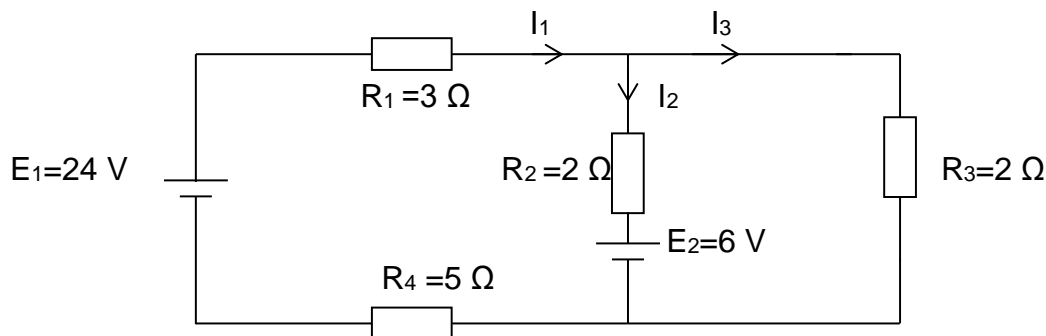 I1
I3
R1 =3 Ω
I2
E1=24 V
R2=2 Ω
R3=2 Ω
E2=6 V
R4=5 Ω